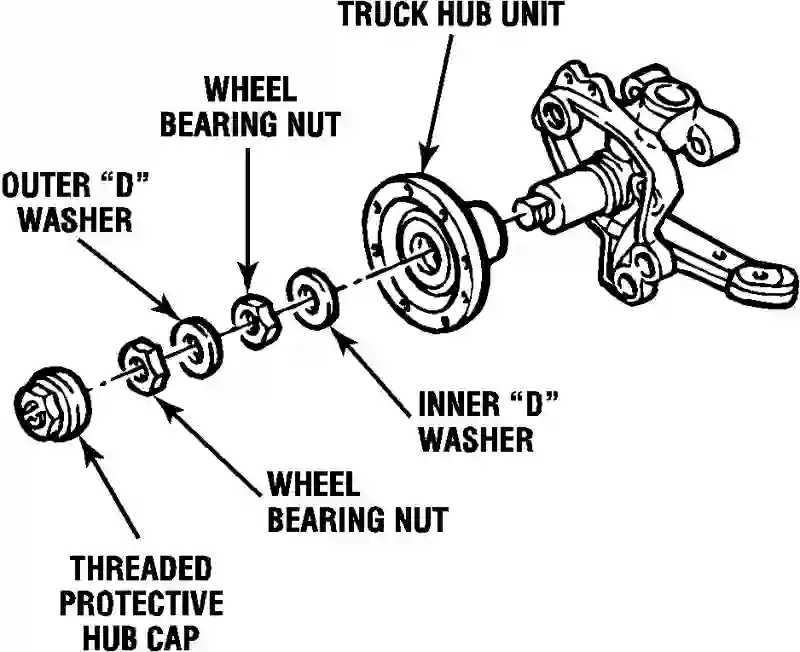 TRUCK HUB UNIT
WHEEL
BEARING NUT
OUTER “D”
WASHER
INNER “D”
WASHER
WHEEL
BEARING NUT
THREADED
PROTECTIVE
HUB CAP